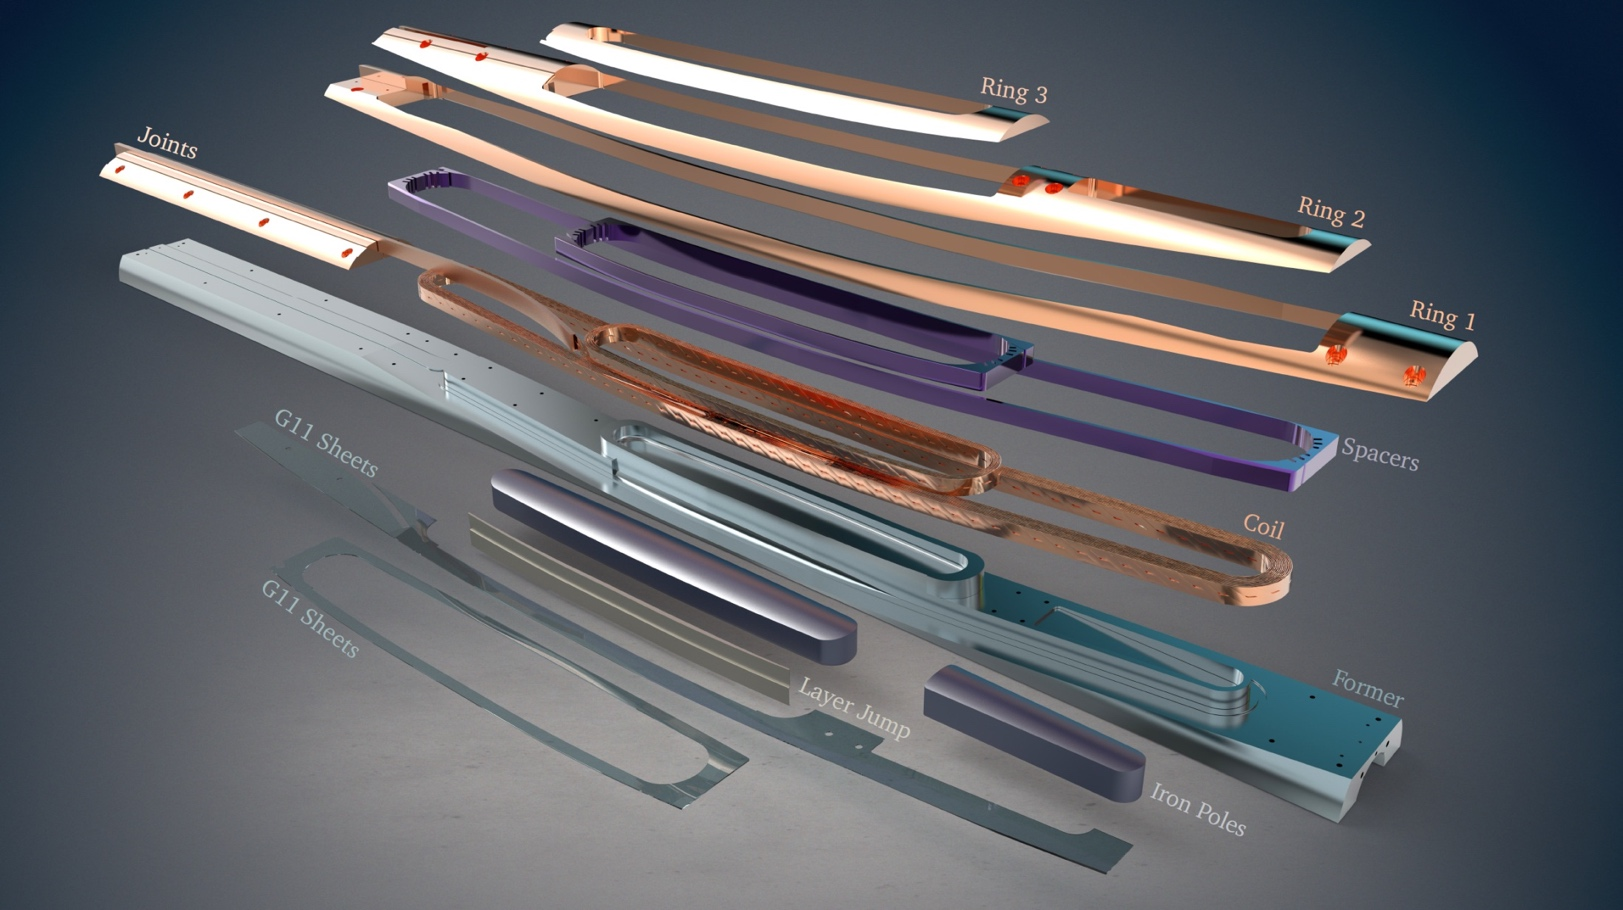 Ring 3
Joints
Ring 2
Ring 1
G11 Sheets
Spacers
Coil
G11 Sheets
Former
Layer Jump
Iron Poles